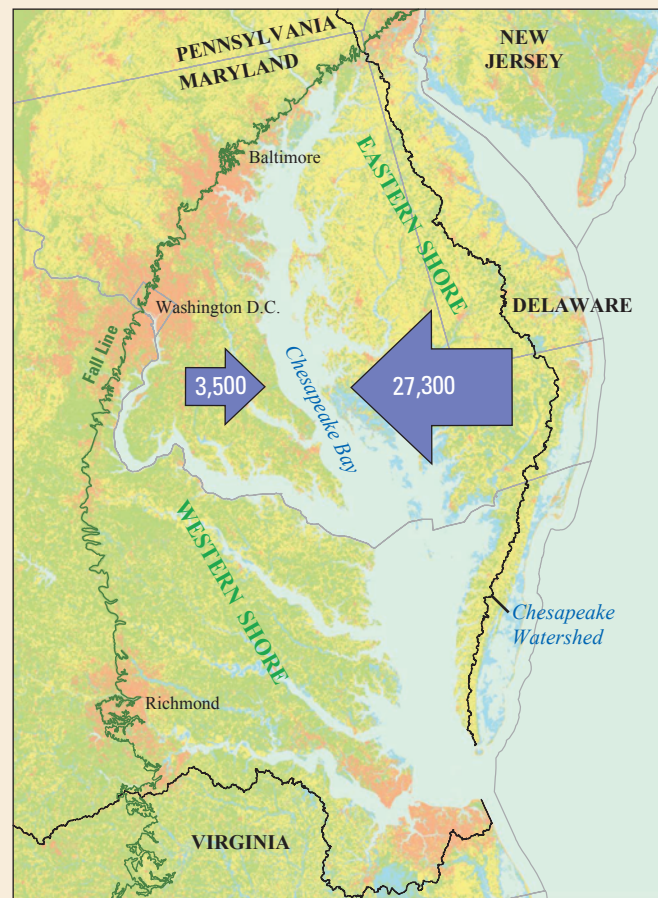 PENNSYLVANIA
MARYLAND
NEW
JERSEY
Baltimore
EASTERN SHORE
Washington D.C.
DELAWARE
Fall Line
3,500
27,300
Chesapeake Bay
WESTERN SHORE
Chesapeake
Watershed
Richmond
VIRGINIA